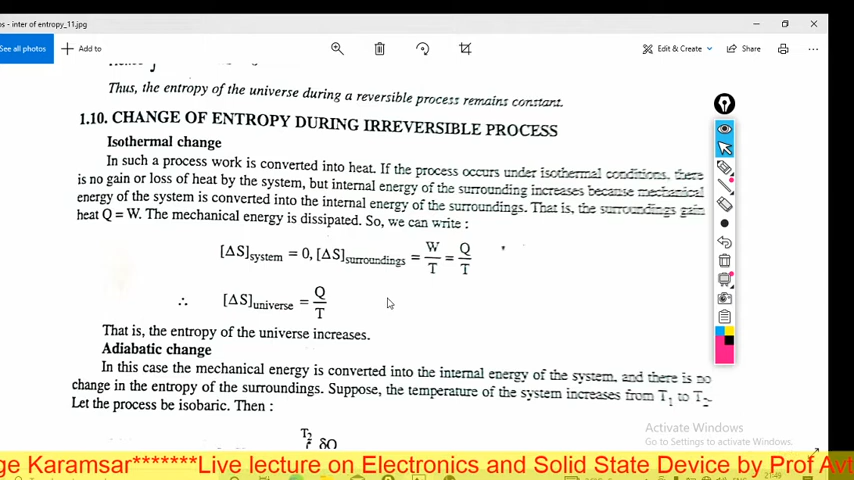 os - inter of entropy_11.jpg
See all photos + Add to Edit & Create Share
Thus, the entropy of the universe during a reversible process remains constant.
1.10. CHANGE OF ENTROPY DURING IRREVERSIBLE PROCESS
Isothermal change
In such a process work is converted into heat. If the process occurs under isothermal conditions, there
is no gain or loss of heat by the system, but internal energy of the surrounding increases because mechanical
energy of the system is converted into the internal energy of the surroundings. That is, the surroundings gain
heat Q = W. The mechanical energy is dissipated. So, we can write :
[ΔS]system = 0, [ΔS]surroundings = W/T = Q/T
∴ [ΔS]universe = Q/T
That is, the entropy of the universe increases.
Adiabatic change
In this case the mechanical energy is converted into the internal energy of the system, and there is no
change in the entropy of the surroundings. Suppose, the temperature of the system increases from T1 to T2.
Let the process be isobaric. Then :
T2
∫ δQ
Activate Windows
Go to Settings to activate Windows.
ge Karamsar*******Live lecture on Electronics and Solid State Device by Prof Avt
21:49